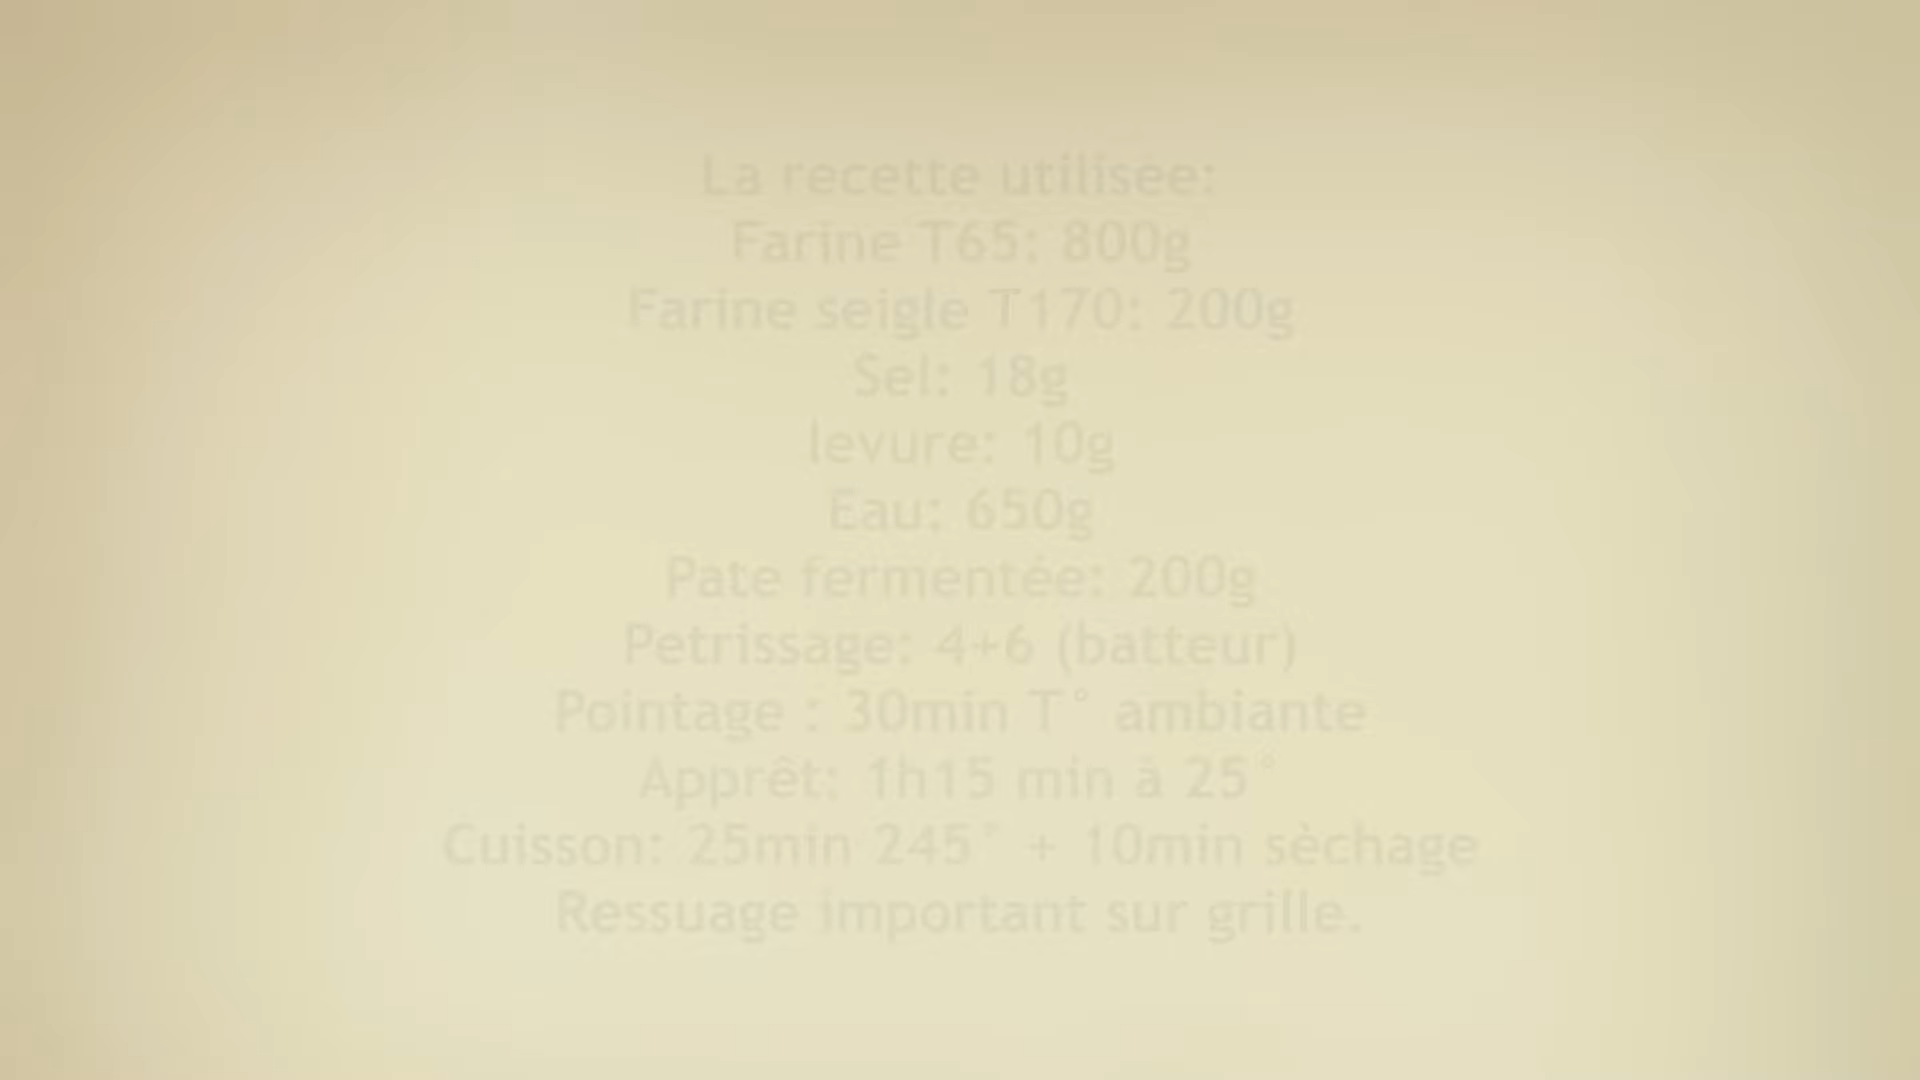 La recette utilisée:
Farine T65: 800g
Farine seigle T170: 200g
Sel: 18g
levure: 10g
Eau: 650g
Pate fermentée: 200g
Petrissage: 4+6 (batteur)
Pointage : 30min T° ambiante
Apprêt: 1h15 min à 25°
Cuisson: 25min 245° + 10min sèchage
Ressuage important sur grille.